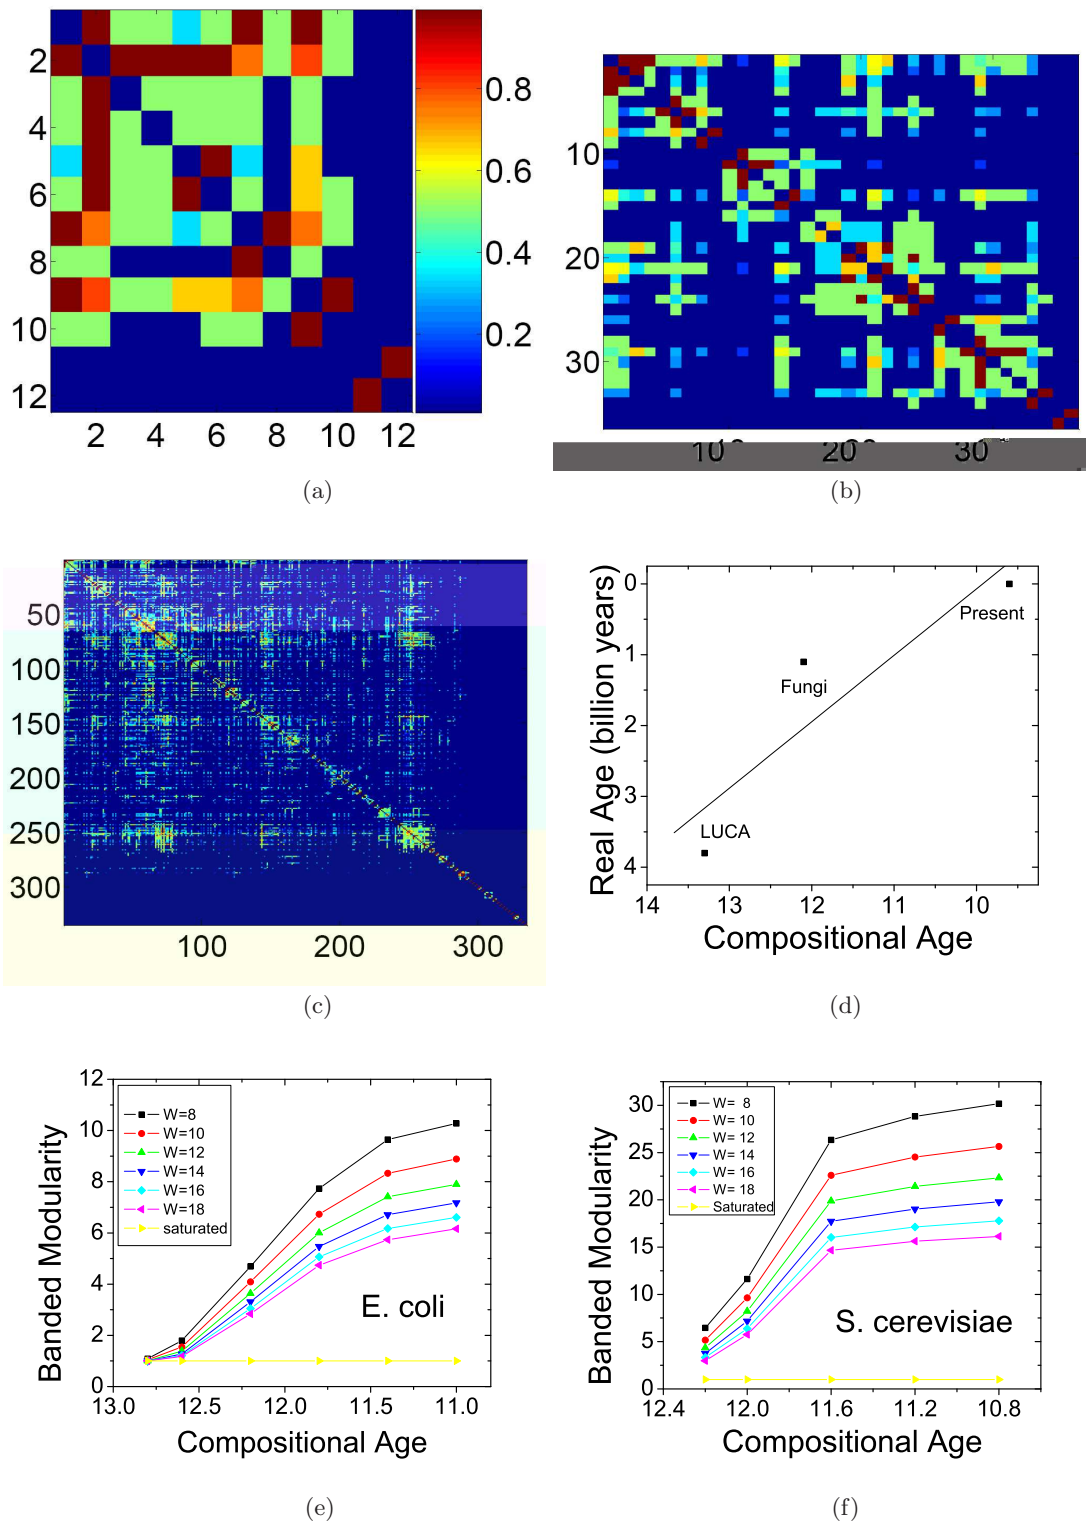 2
4
6
8
10
12
2 4 6 8 10 12
0.8
0.6
0.4
0.2
(a)
10
20
30
10 20 30
(b)
50
100
150
200
250
300
100 200 300
(c)
Real Age (billion years)
0
1
2
3
4
Present
Fungi
LUCA
14 13 12 11 10
Compositional Age
(d)
Banded Modularity
12
10
8
6
4
2
0
W=8
W=10
W=12
W=14
W=16
W=18
saturated
E. coli
13.0 12.5 12.0 11.5 11.0
Compositional Age
(e)
Banded Modularity
30
25
20
15
10
5
0
W= 8
W= 10
W= 12
W= 14
W= 16
W= 18
Saturated
S. cerevisiae
12.4 12.0 11.6 11.2 10.8
Compositional Age
(f)